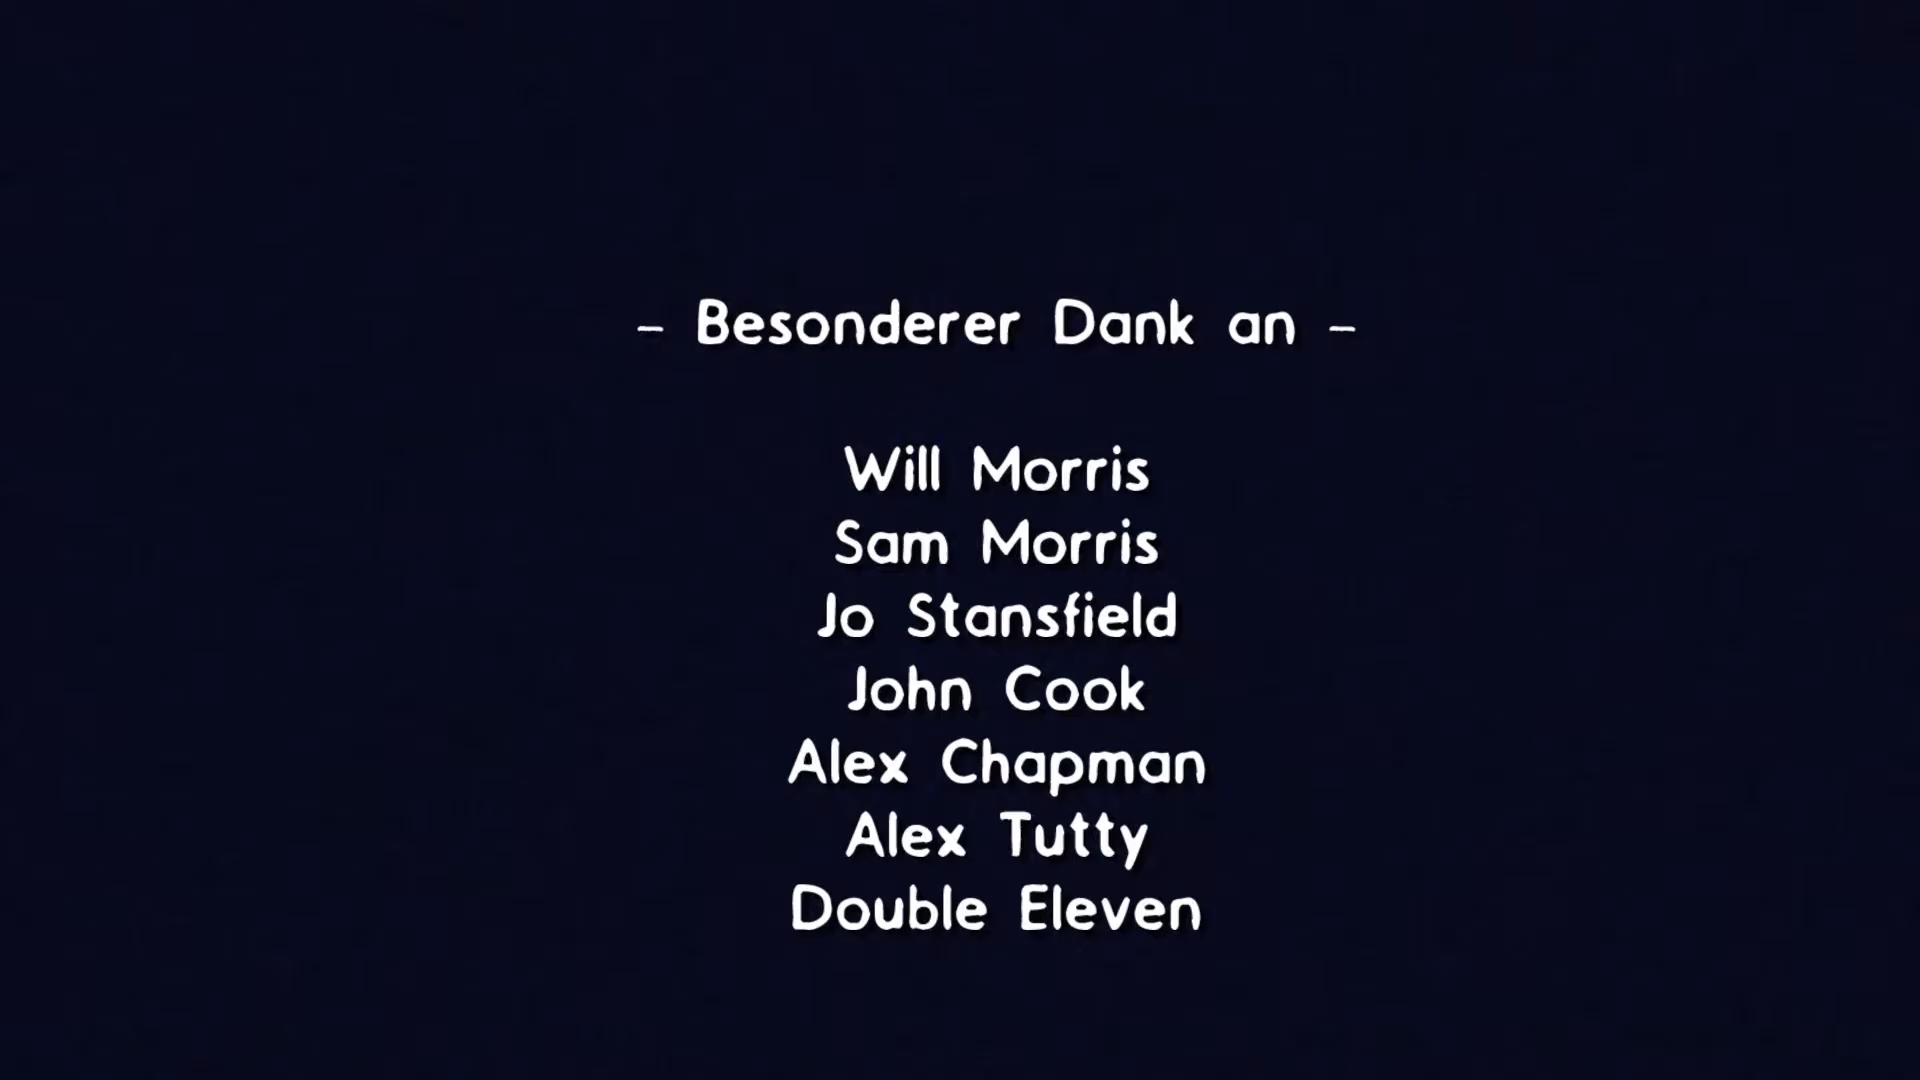 - Besonderer Dank an -
Will Morris
Sam Morris
Jo Stansfield
John Cook
Alex Chapman
Alex Tutty
Double Eleven